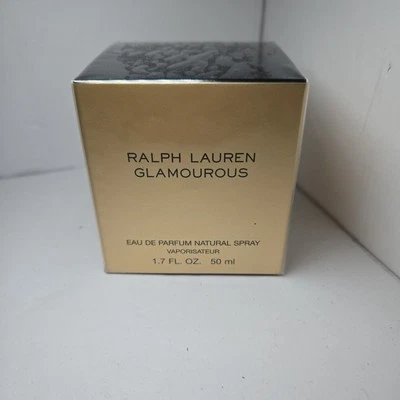 RALPH LAUREN
GLAMOUROUS
EAU DE PARFUM NATURAL SPRAY
VAPORISATEUR
1.7 FL. OZ. 50 ml